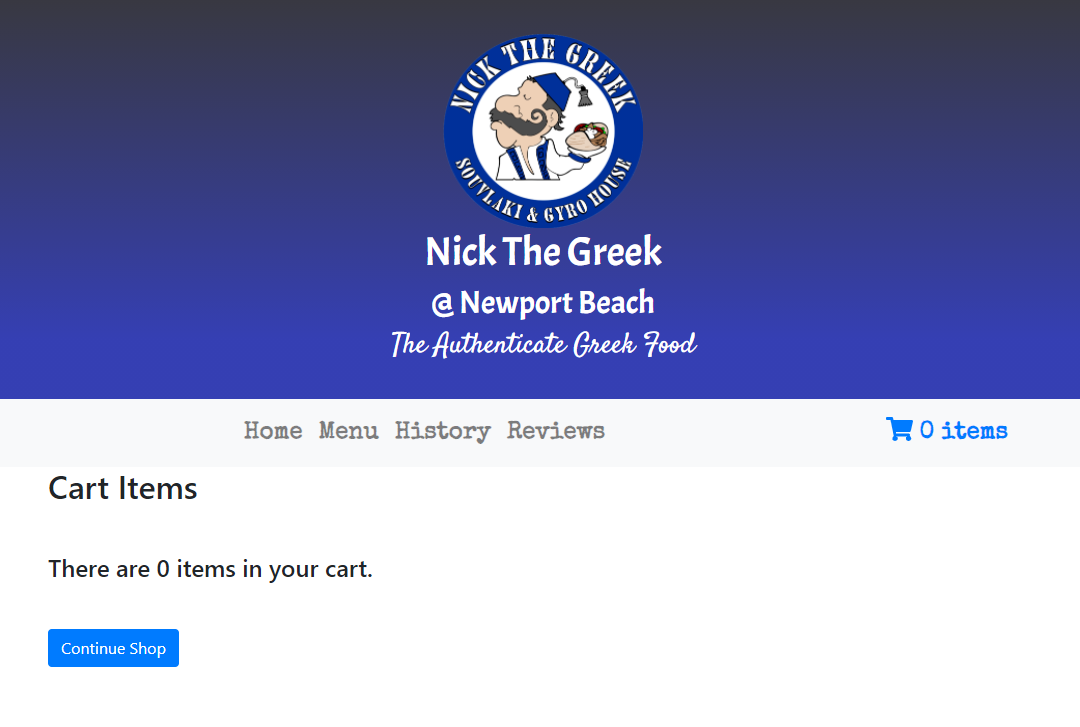 NICK THE GREEK
SOUVLAKI & GYRO HOUSE
Nick The Greek
@ Newport Beach
The Authenticate Greek Food
Home Menu History Reviews 0 items
Cart Items
There are 0 items in your cart.
Continue Shop